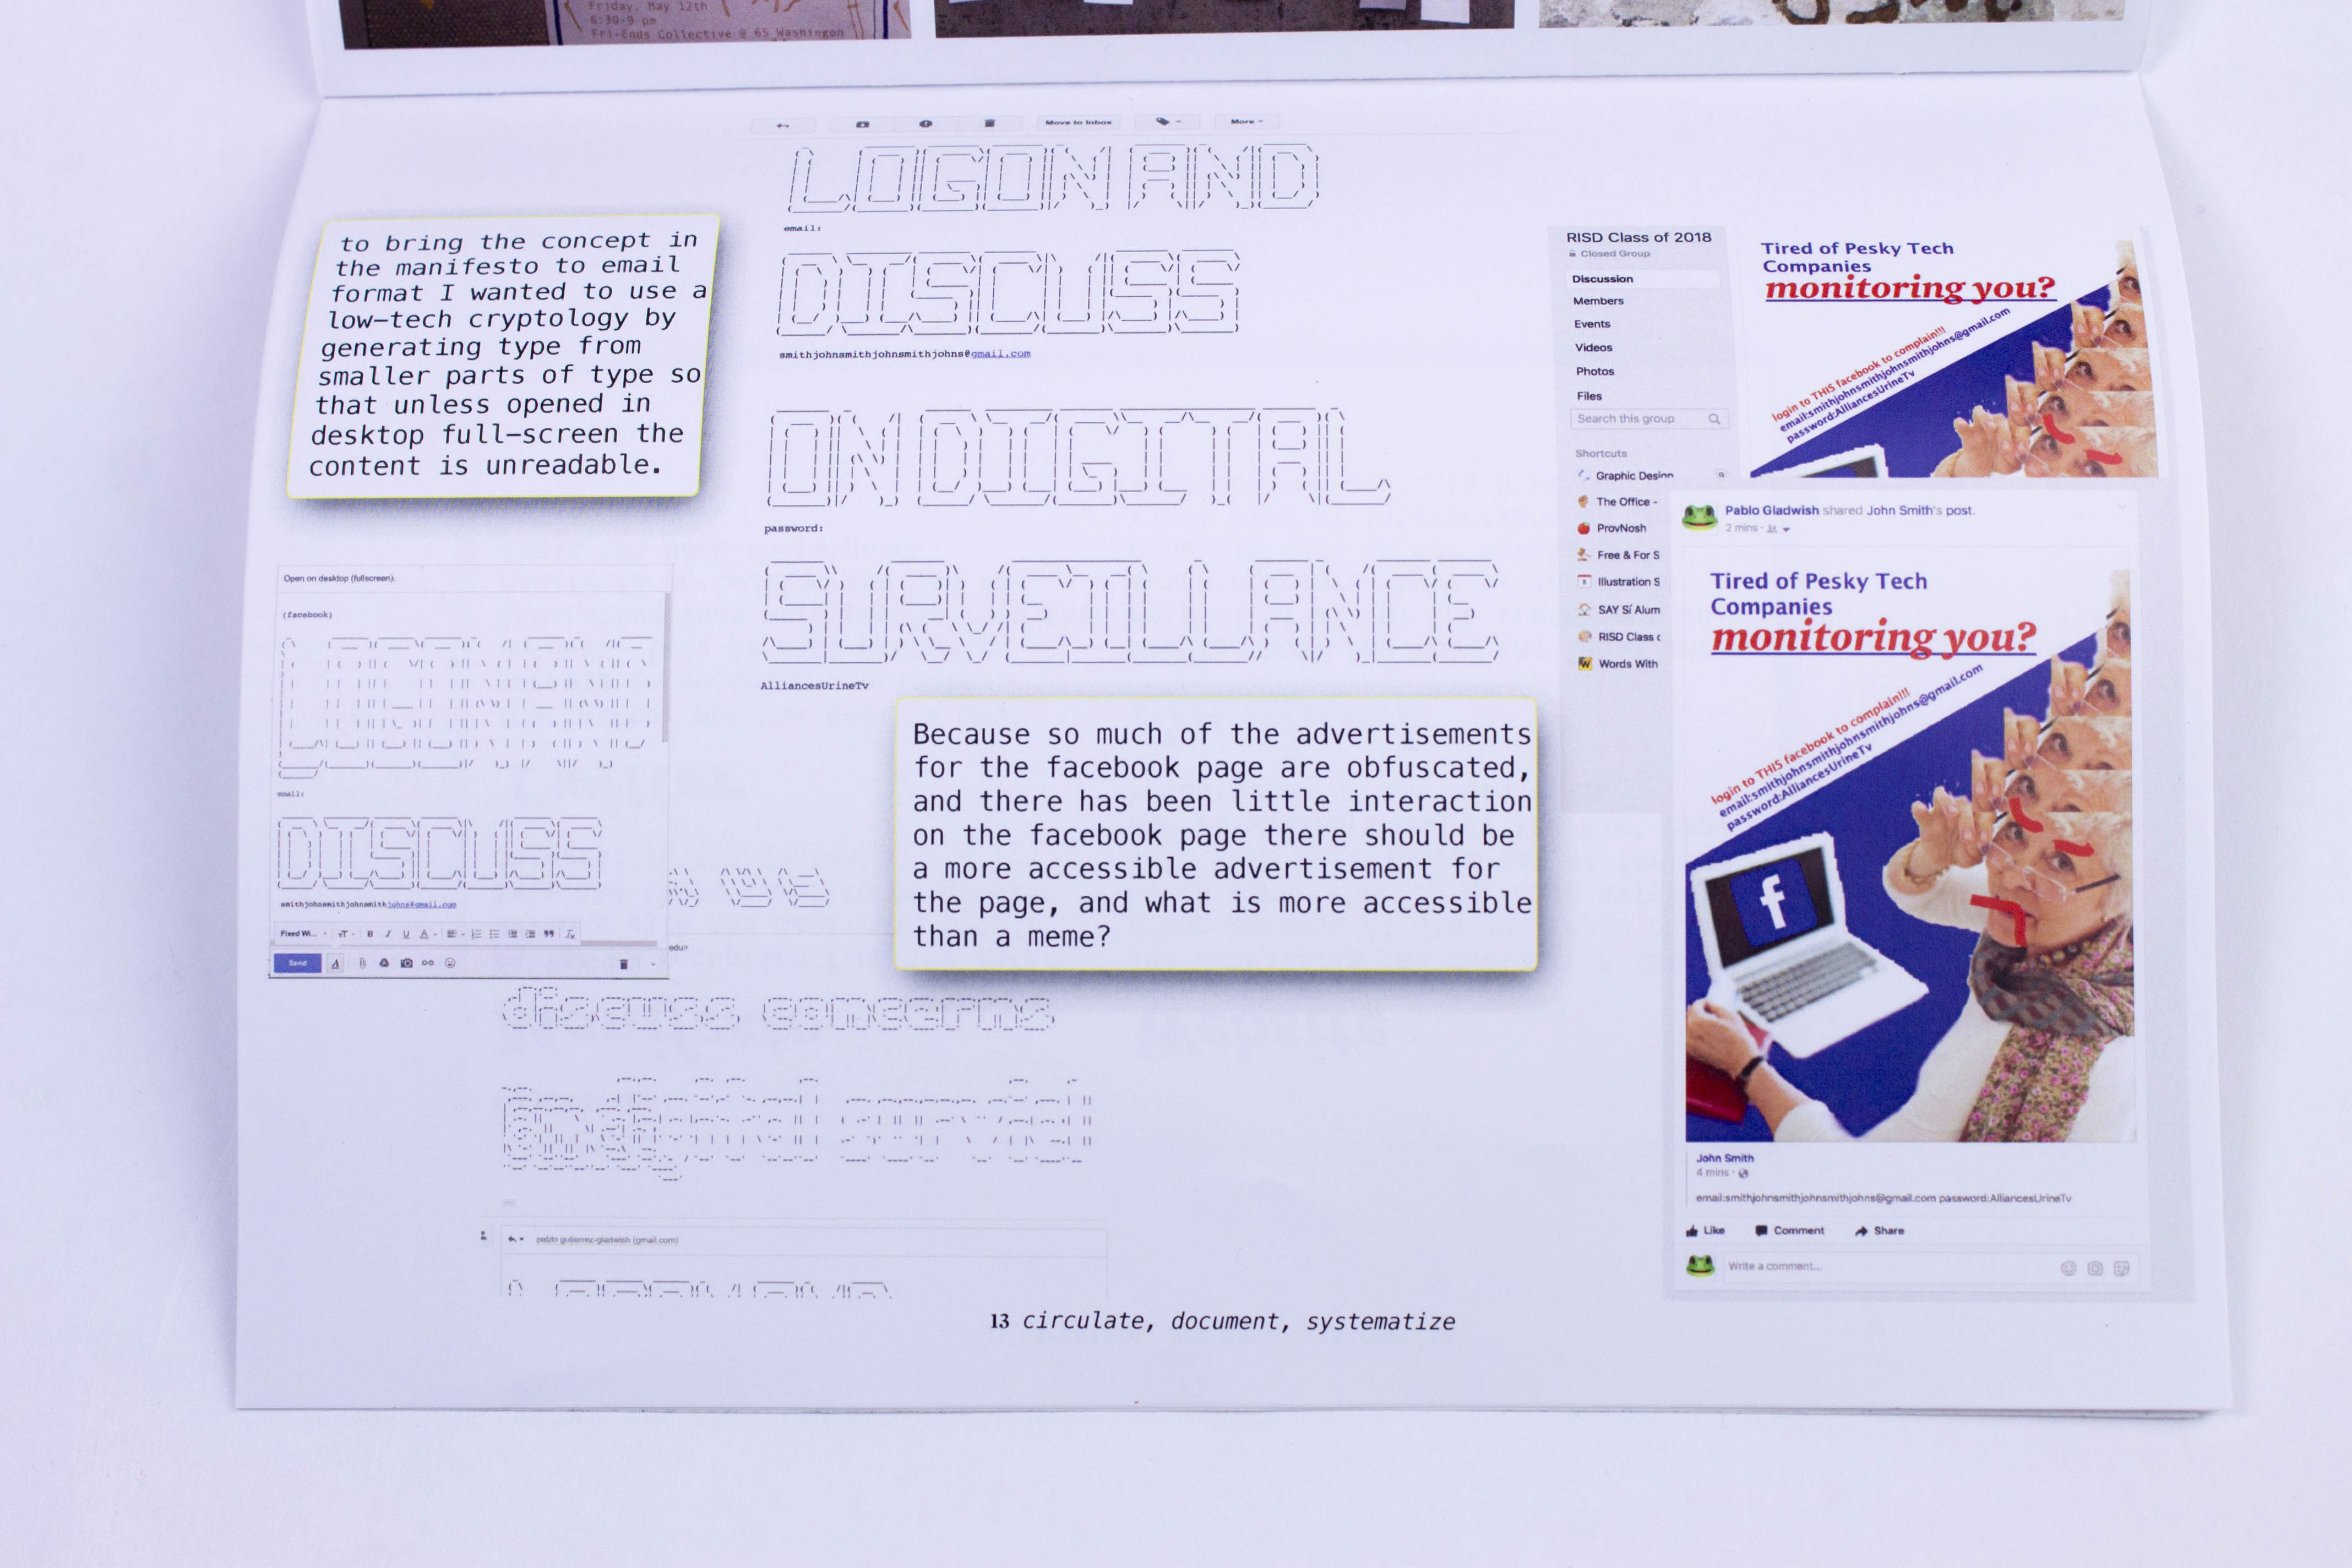 Friday, May 12th
6:30-9 pm
Fri-Ends Collective @ 65 Washingon
Move to Inbox
More
LOGON AND
email:
DISCUSS
smithjohnsmithjohnsmithjohns@gmail.com
ON DIGITAL
password:
SURVEILLANCE
AlliancesUrineTv
to bring the concept in
the manifesto to email
format I wanted to use a
low-tech cryptology by
generating type from
smaller parts of type so
that unless opened in
desktop full-screen the
content is unreadable.
Open on desktop (fullscreen).
(facebook)
LOGON AND
email:
DISCUSS
smithjohnsmithjohnsmithjohns@gmail.com
Fixed Wi...
Send
edu>
discuss concerns
Because so much of the advertisements
for the facebook page are obfuscated,
and there has been little interaction
on the facebook page there should be
a more accessible advertisement for
the page, and what is more accessible
than a meme?
pablo gutierrez-gladwish (gmail.com)
RISD Class of 2018
Closed Group
Discussion
Members
Events
Videos
Photos
Files
Search this group
Shortcuts
Graphic Design 9
The Office -
ProvNosh
Free & For S
Illustration S
SAY Sí Alum
RISD Class c
Words With
Tired of Pesky Tech
Companies
monitoring you?
login to THIS facebook to complain!!!
email:smithjohnsmithjohnsmithjohns@gmail.com
password:AlliancesUrineTv
Pablo Gladwish shared John Smith's post.
2 mins
Tired of Pesky Tech
Companies
monitoring you?
login to THIS facebook to complain!!!
email:smithjohnsmithjohnsmithjohns@gmail.com
password:AlliancesUrineTv
f
John Smith
4 mins
email:smithjohnsmithjohnsmithjohns@gmail.com password:AlliancesUrineTv
Like Comment Share
Write a comment...
13 circulate, document, systematize